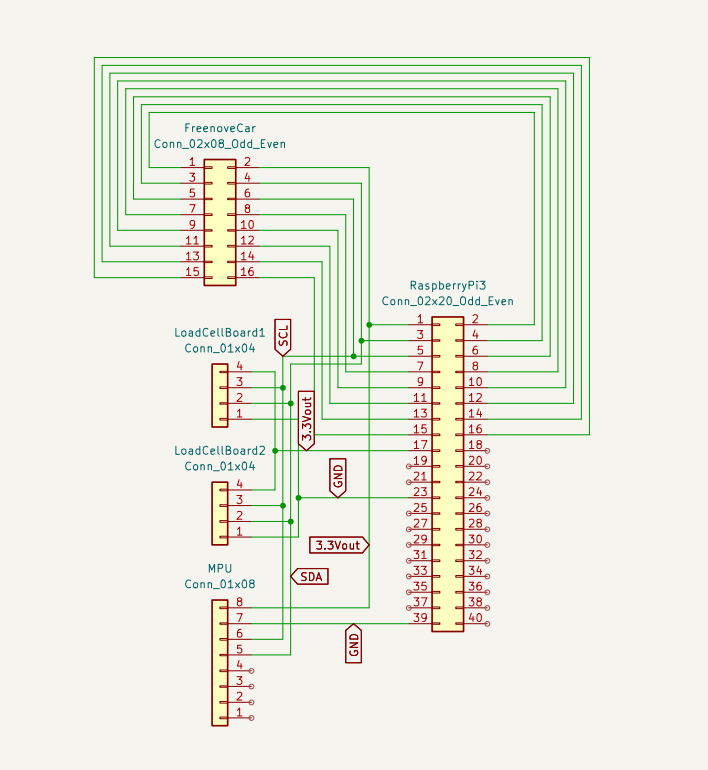 FreenoveCar
Conn_02x08_Odd_Even
1 2
3 4
5 6
7 8
9 10
11 12
13 14
15 16
RaspberryPi3
Conn_02x20_Odd_Even
1 2
3 4
5 6
7 8
9 10
11 12
13 14
15 16
17 18
19 20
21 22
23 24
25 26
27 28
29 30
31 32
33 34
35 36
37 38
39 40
SCL
LoadCellBoard1
Conn_01x04
4
3
2
1
3.3Vout
LoadCellBoard2
Conn_01x04
4
3
2
1
GND
3.3Vout
SDA
MPU
Conn_01x08
8
7
6
5
4
3
2
1
GND